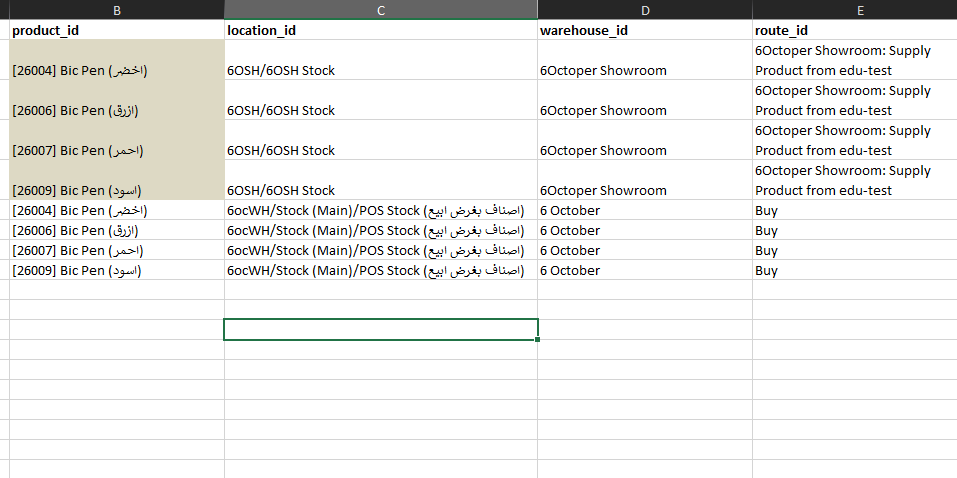 B C D E
product_id location_id warehouse_id route_id
6Octoper Showroom: Supply
[26004] Bic Pen (اخضر) 6OSH/6OSH Stock 6Octoper Showroom Product from edu-test
6Octoper Showroom: Supply
[26006] Bic Pen (ازرق) 6OSH/6OSH Stock 6Octoper Showroom Product from edu-test
6Octoper Showroom: Supply
[26007] Bic Pen (احمر) 6OSH/6OSH Stock 6Octoper Showroom Product from edu-test
6Octoper Showroom: Supply
[26009] Bic Pen (اسود) 6OSH/6OSH Stock 6Octoper Showroom Product from edu-test
[26004] Bic Pen (اخضر) 6ocWH/Stock (Main)/POS Stock (اصناف بغرض ابيع) 6 October Buy
[26006] Bic Pen (ازرق) 6ocWH/Stock (Main)/POS Stock (اصناف بغرض ابيع) 6 October Buy
[26007] Bic Pen (احمر) 6ocWH/Stock (Main)/POS Stock (اصناف بغرض ابيع) 6 October Buy
[26009] Bic Pen (اسود) 6ocWH/Stock (Main)/POS Stock (اصناف بغرض ابيع) 6 October Buy